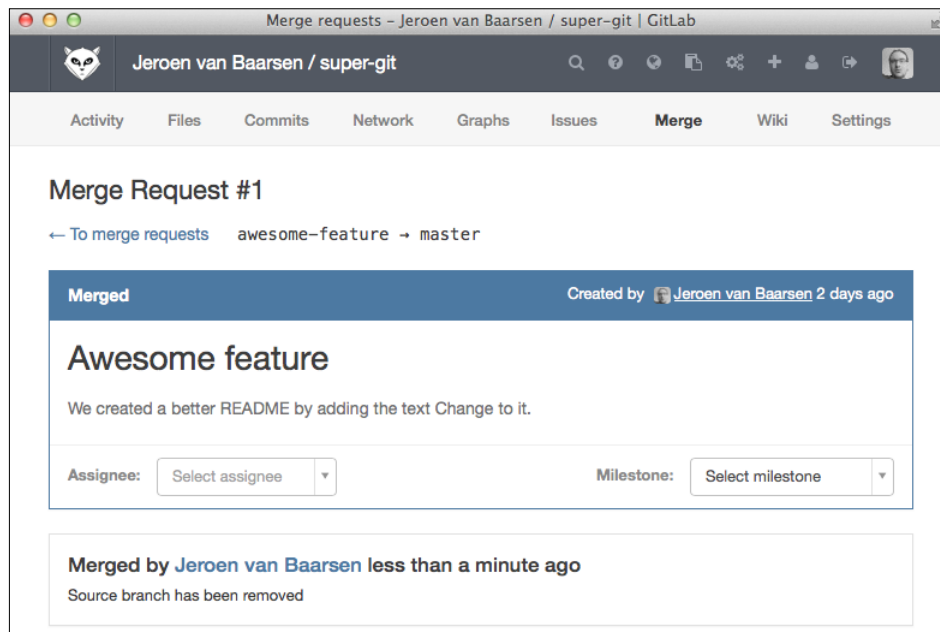 Merge requests – Jeroen van Baarsen / super-git | GitLab
Jeroen van Baarsen / super-git
Activity Files Commits Network Graphs Issues Merge Wiki Settings
Merge Request #1
← To merge requests awesome-feature → master
Merged Created by Jeroen van Baarsen 2 days ago
Awesome feature
We created a better README by adding the text Change to it.
Assignee: Select assignee Milestone: Select milestone
Merged by Jeroen van Baarsen less than a minute ago
Source branch has been removed